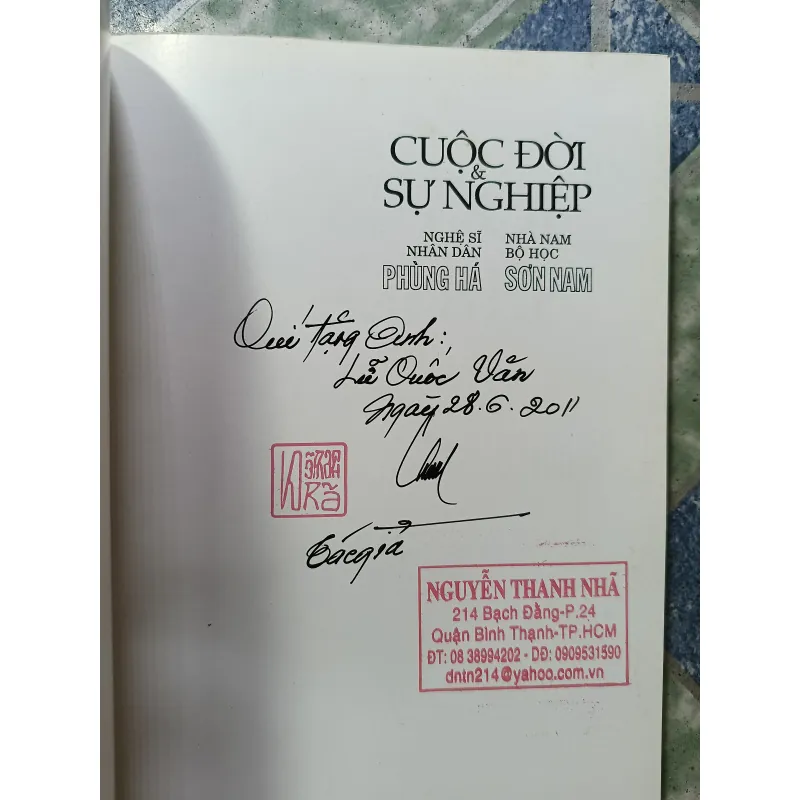 CUỘC ĐỜI
&
SỰ NGHIỆP
NGHỆ SĨ
NHÂN DÂN
PHÙNG HÁ
NHÀ NAM
BỘ HỌC
SƠN NAM
Quí tặng Anh:
Lữ Quốc Văn
Ngày 28.6.2011
Tác giả
NGUYỄN THANH NHÃ
214 Bạch Đằng-P.24
Quận Bình Thạnh-TP.HCM
ĐT: 08 38994202 - DĐ: 0909531590
dntn214@yahoo.com.vn